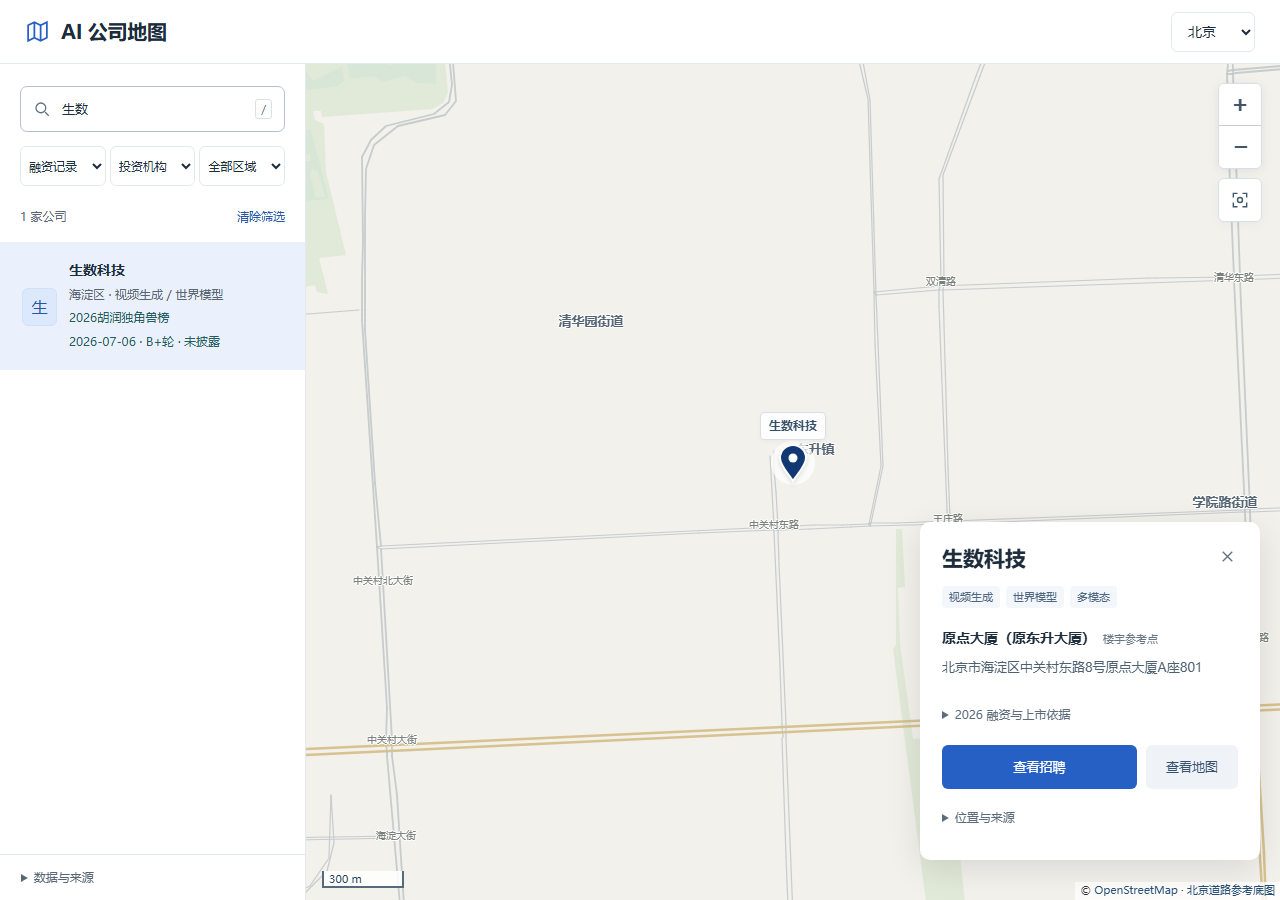 AI 公司地图
北京
生数
/
融资记录
投资机构
全部区域
1 家公司
清除筛选
生
生数科技
海淀区 · 视频生成 / 世界模型
2026胡润独角兽榜
2026-07-06 · B+轮 · 未披露
数据与来源
+
−
双清路
清华东路
清华园街道
生数科技
升镇
学院路街道
王庄路
中关村东路
中关村北大街
路
中关村大街
海淀大街
300 m
生数科技
×
视频生成
世界模型
多模态
原点大厦（原东升大厦）
楼宇参考点
北京市海淀区中关村东路8号原点大厦A座801
2026 融资与上市依据
查看招聘
查看地图
位置与来源
© OpenStreetMap · 北京道路参考底图